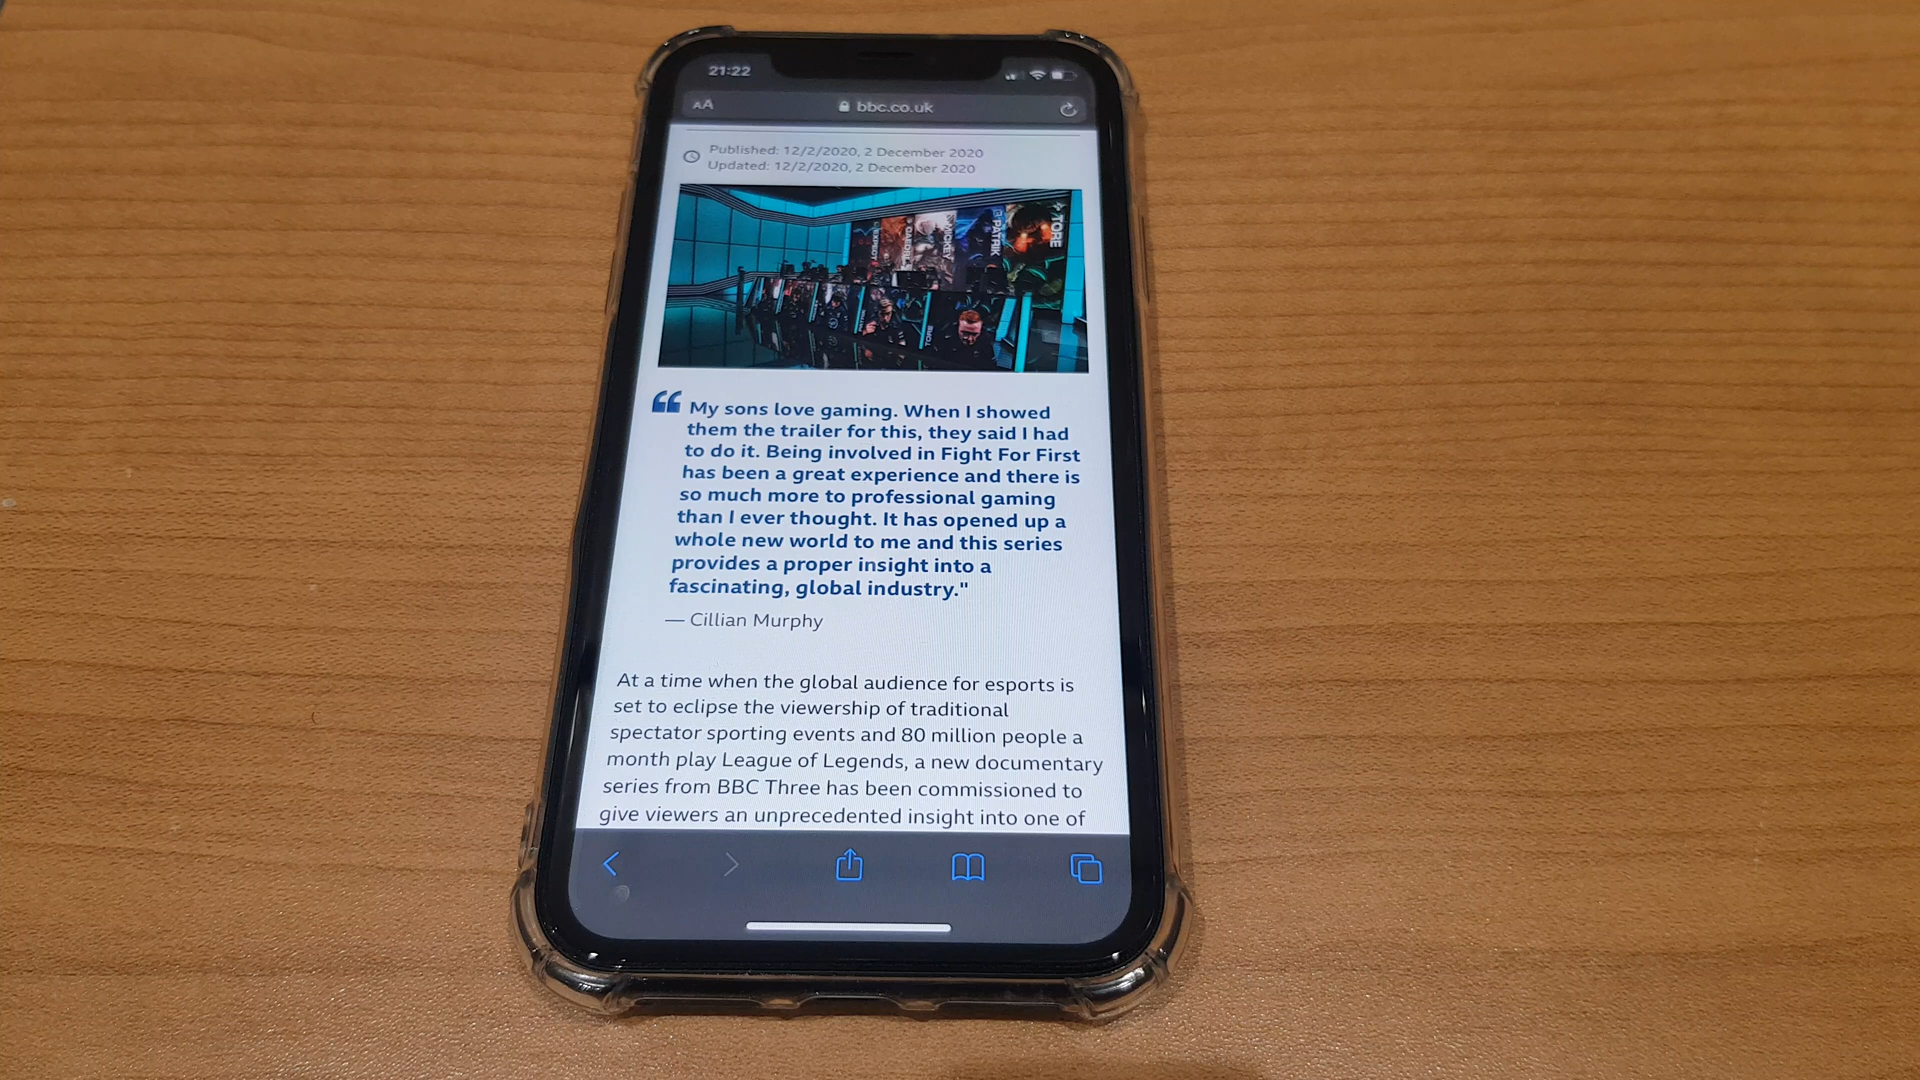 21:22
AA bbc.co.uk
Published: 12/2/2020, 2 December 2020
Updated: 12/2/2020, 2 December 2020
MICKEY
PATRIK
TORE
TORE
“ My sons love gaming. When I showed
them the trailer for this, they said I had
to do it. Being involved in Fight For First
has been a great experience and there is
so much more to professional gaming
than I ever thought. It has opened up a
whole new world to me and this series
provides a proper insight into a
fascinating, global industry."
— Cillian Murphy
At a time when the global audience for esports is
set to eclipse the viewership of traditional
spectator sporting events and 80 million people a
month play League of Legends, a new documentary
series from BBC Three has been commissioned to
give viewers an unprecedented insight into one of